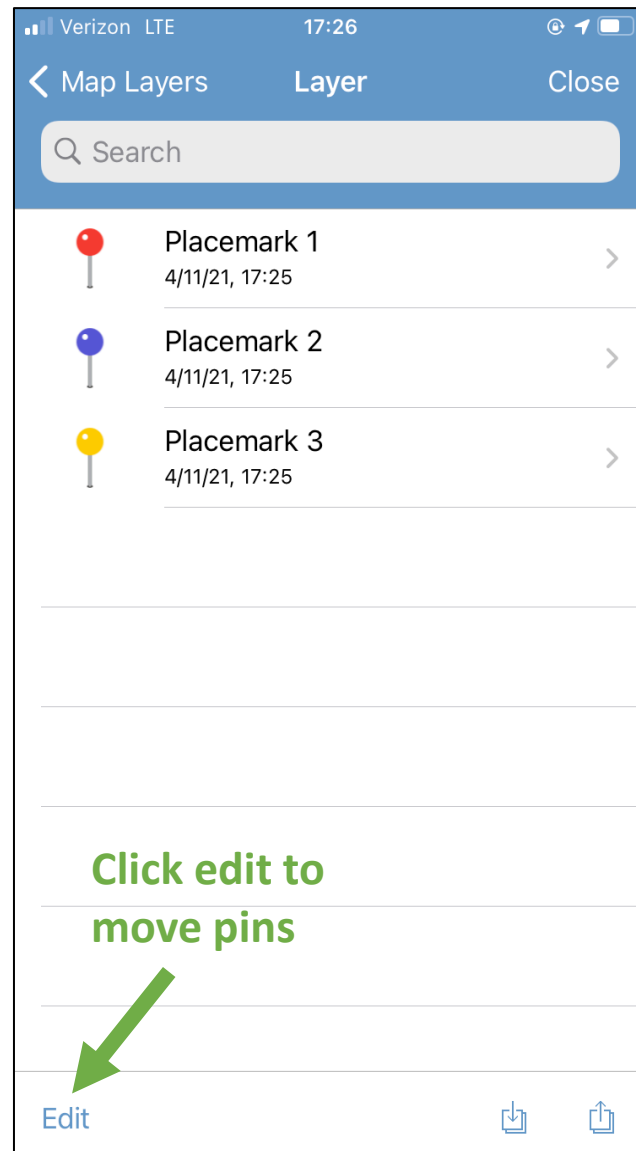 Verizon LTE 17:26
Map Layers Layer Close
Search
Placemark 1
4/11/21, 17:25
Placemark 2
4/11/21, 17:25
Placemark 3
4/11/21, 17:25
Click edit to
move pins
Edit